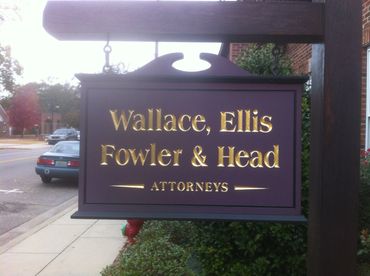 Wallace, Ellis
Fowler & Head
ATTORNEYS